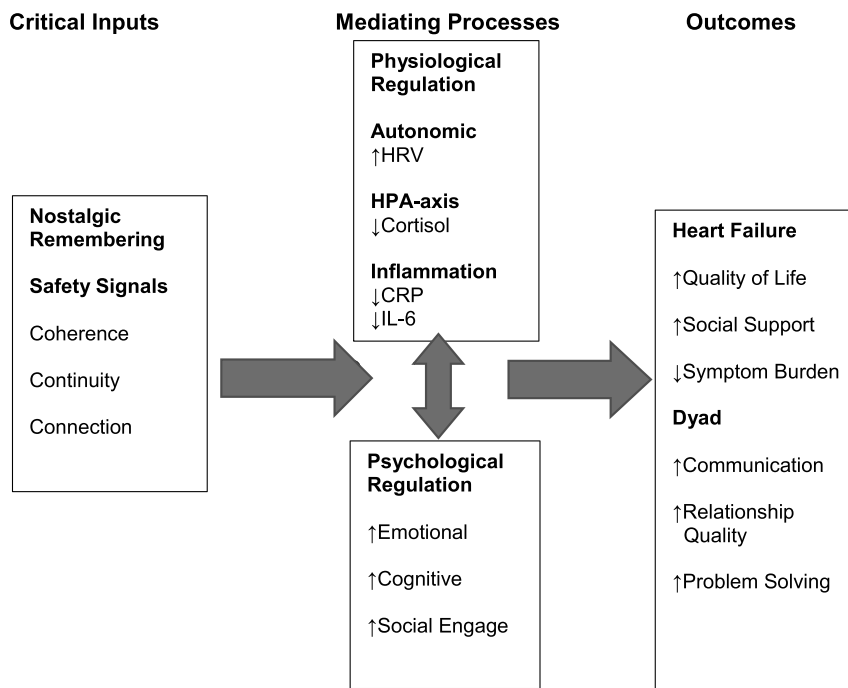 Critical Inputs
Mediating Processes
Outcomes
Nostalgic
Remembering
Safety Signals
Coherence
Continuity
Connection
Physiological
Regulation
Autonomic
↑HRV
HPA-axis
↓Cortisol
Inflammation
↓CRP
↓IL-6
Psychological
Regulation
↑Emotional
↑Cognitive
↑Social Engage
Heart Failure
↑Quality of Life
↑Social Support
↓Symptom Burden
Dyad
↑Communication
↑Relationship
Quality
↑Problem Solving